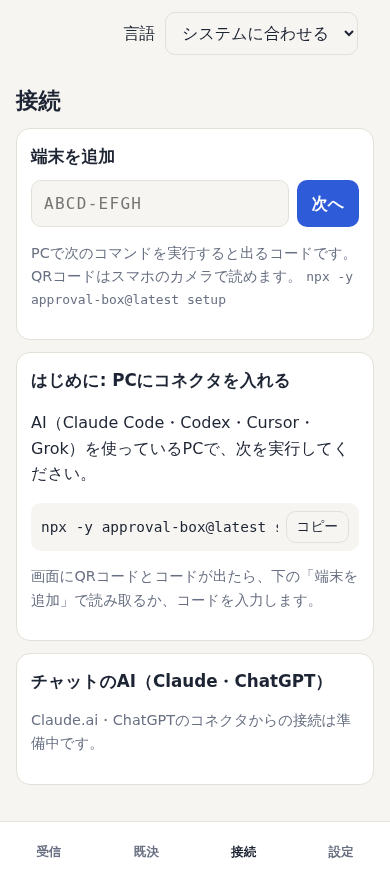 言語 システムに合わせる
接続
端末を追加
ABCD-EFGH 次へ
PCで次のコマンドを実行すると出るコードです。
QRコードはスマホのカメラで読めます。 npx -y
approval-box@latest setup
はじめに: PCにコネクタを入れる
AI（Claude Code・Codex・Cursor・
Grok）を使っているPCで、次を実行してく
ださい。
npx -y approval-box@latest コピー
画面にQRコードとコードが出たら、下の「端末を
追加」で読み取るか、コードを入力します。
チャットのAI（Claude・ChatGPT）
Claude.ai・ChatGPTのコネクタからの接続は準
備中です。
受信 既決 接続 設定